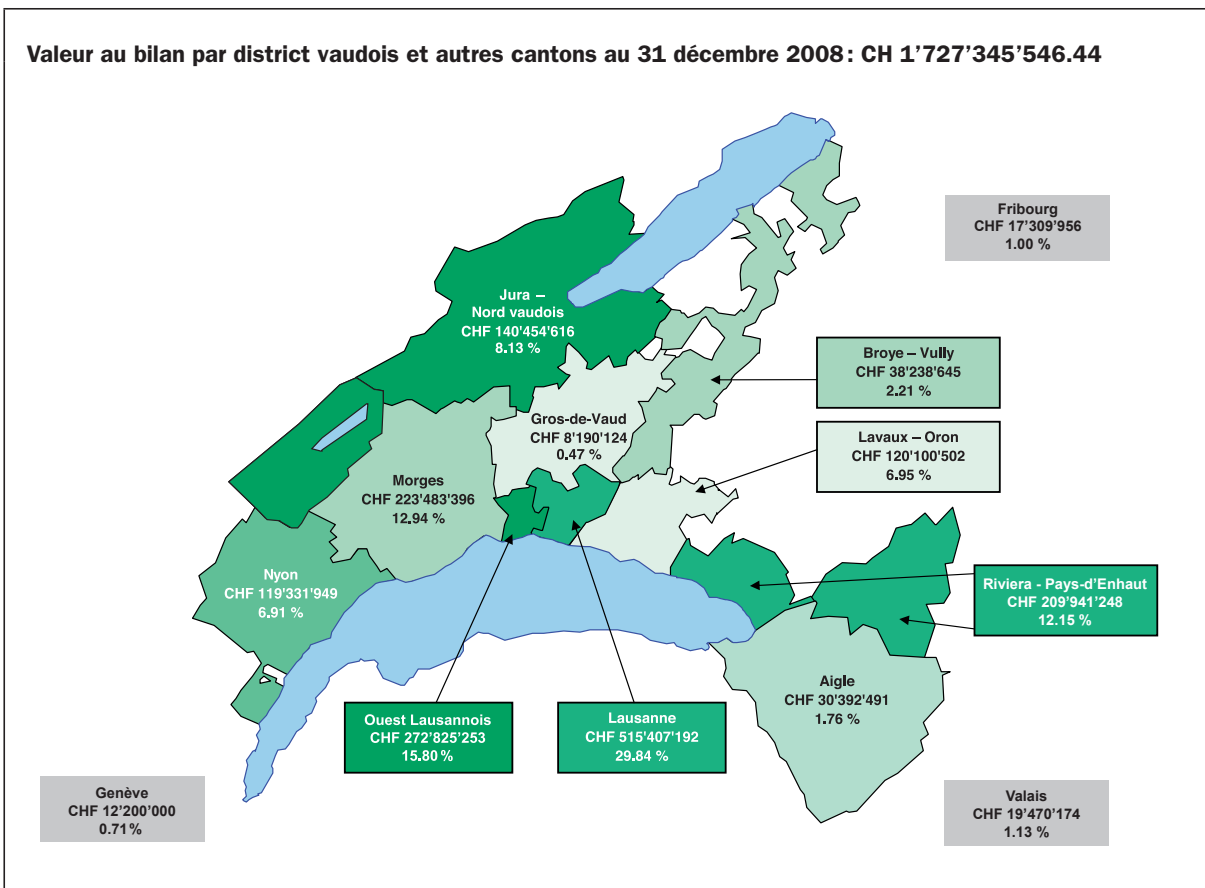 Valeur au bilan par district vaudois et autres cantons au 31 décembre 2008 : CH 1’727’345’546.44
Fribourg
CHF 17’309’956
1.00 %
Jura –
Nord vaudois
CHF 140'454'616
8.13 %
Broye – Vully
CHF 38'238'645
2.21 %
Gros-de-Vaud
CHF 8'190'124
0.47 %
Lavaux – Oron
CHF 120'100'502
6.95 %
Morges
CHF 223'483'396
12.94 %
Nyon
CHF 119'331'949
6.91 %
Riviera - Pays-d’Enhaut
CHF 209'941'248
12.15 %
Aigle
CHF 30'392'491
1.76 %
Ouest Lausannois
CHF 272'825'253
15.80 %
Lausanne
CHF 515'407'192
29.84 %
Genève
CHF 12’200’000
0.71%
Valais
CHF 19’470’174
1.13 %